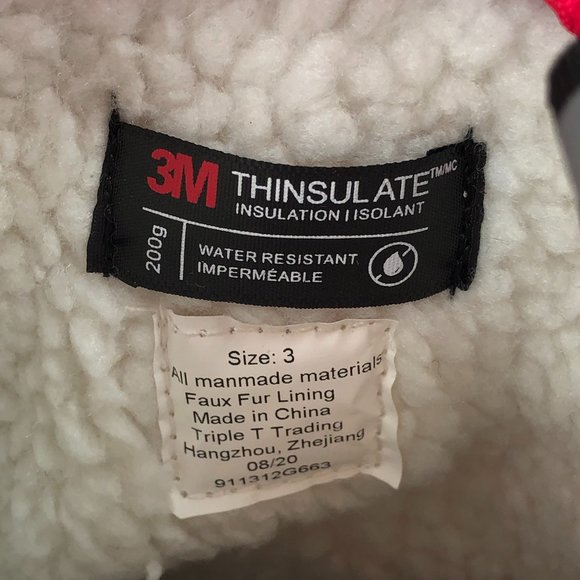 3M THINSULATE™/MC
INSULATION | ISOLANT
200g
WATER RESISTANT
IMPERMÉABLE
Size: 3
All manmade materials
Faux Fur Lining
Made in China
Triple T Trading
Hangzhou, Zhejiang
08/20
911312G663